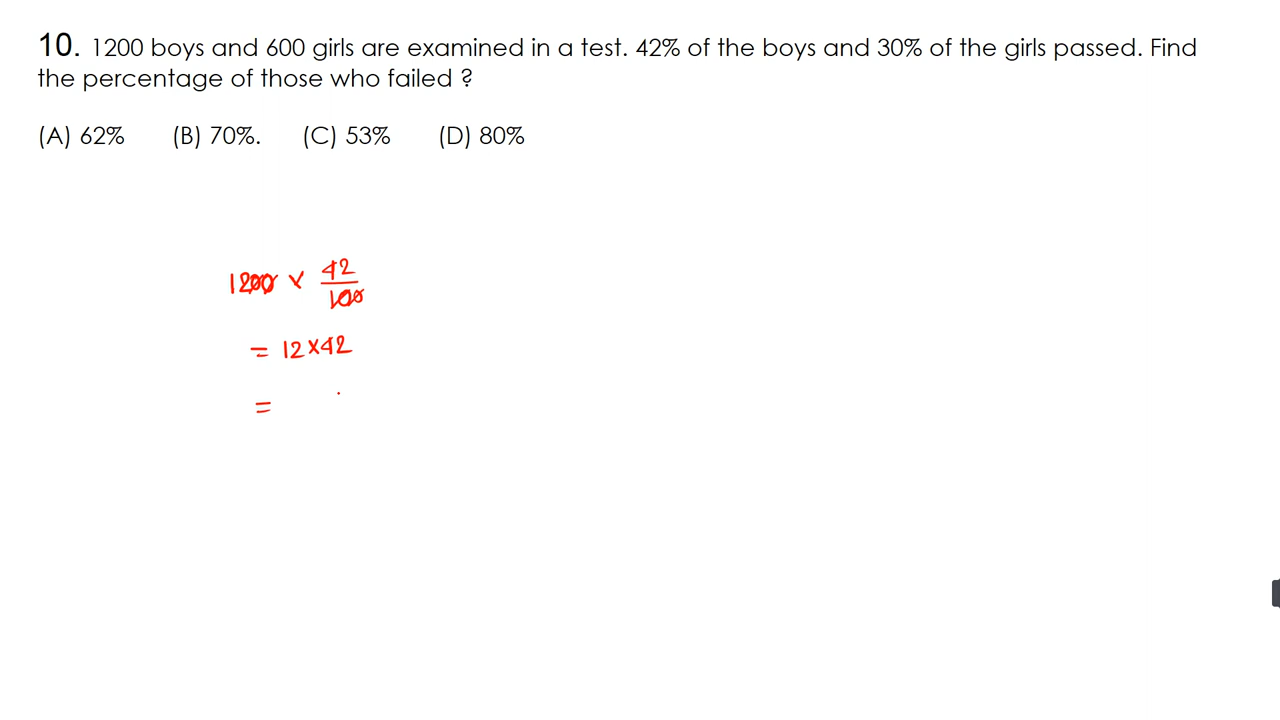 10. 1200 boys and 600 girls are examined in a test. 42% of the boys and 30% of the girls passed. Find
the percentage of those who failed ?
(A) 62% (B) 70%. (C) 53% (D) 80%
1200 × 42/100
= 12×42
=